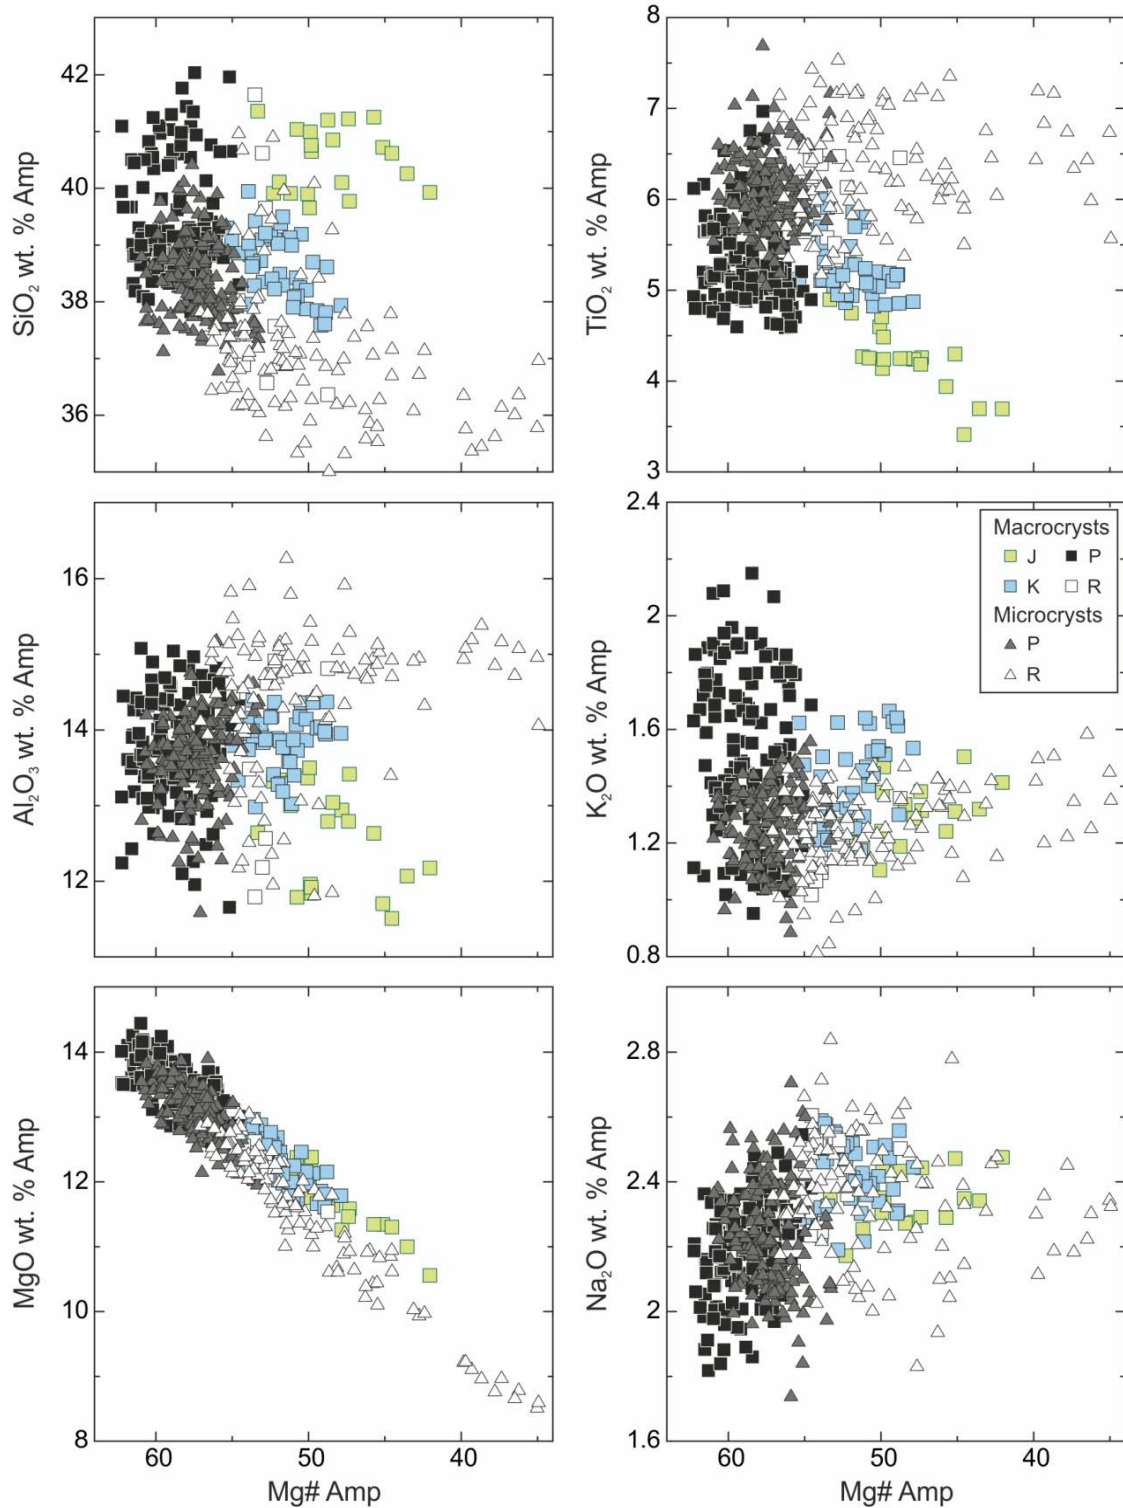 42
40
38
36
SiO₂ wt. % Amp
8
7
6
5
4
3
TiO₂ wt. % Amp
16
14
12
Al₂O₃ wt. % Amp
2.4
2
1.6
1.2
0.8
K₂O wt. % Amp
Macrocrysts
J P
K R
Microcrysts
P
R
14
12
10
8
MgO wt. % Amp
60 50 40
Mg# Amp
2.8
2.4
2
1.6
Na₂O wt. % Amp
60 50 40
Mg# Amp